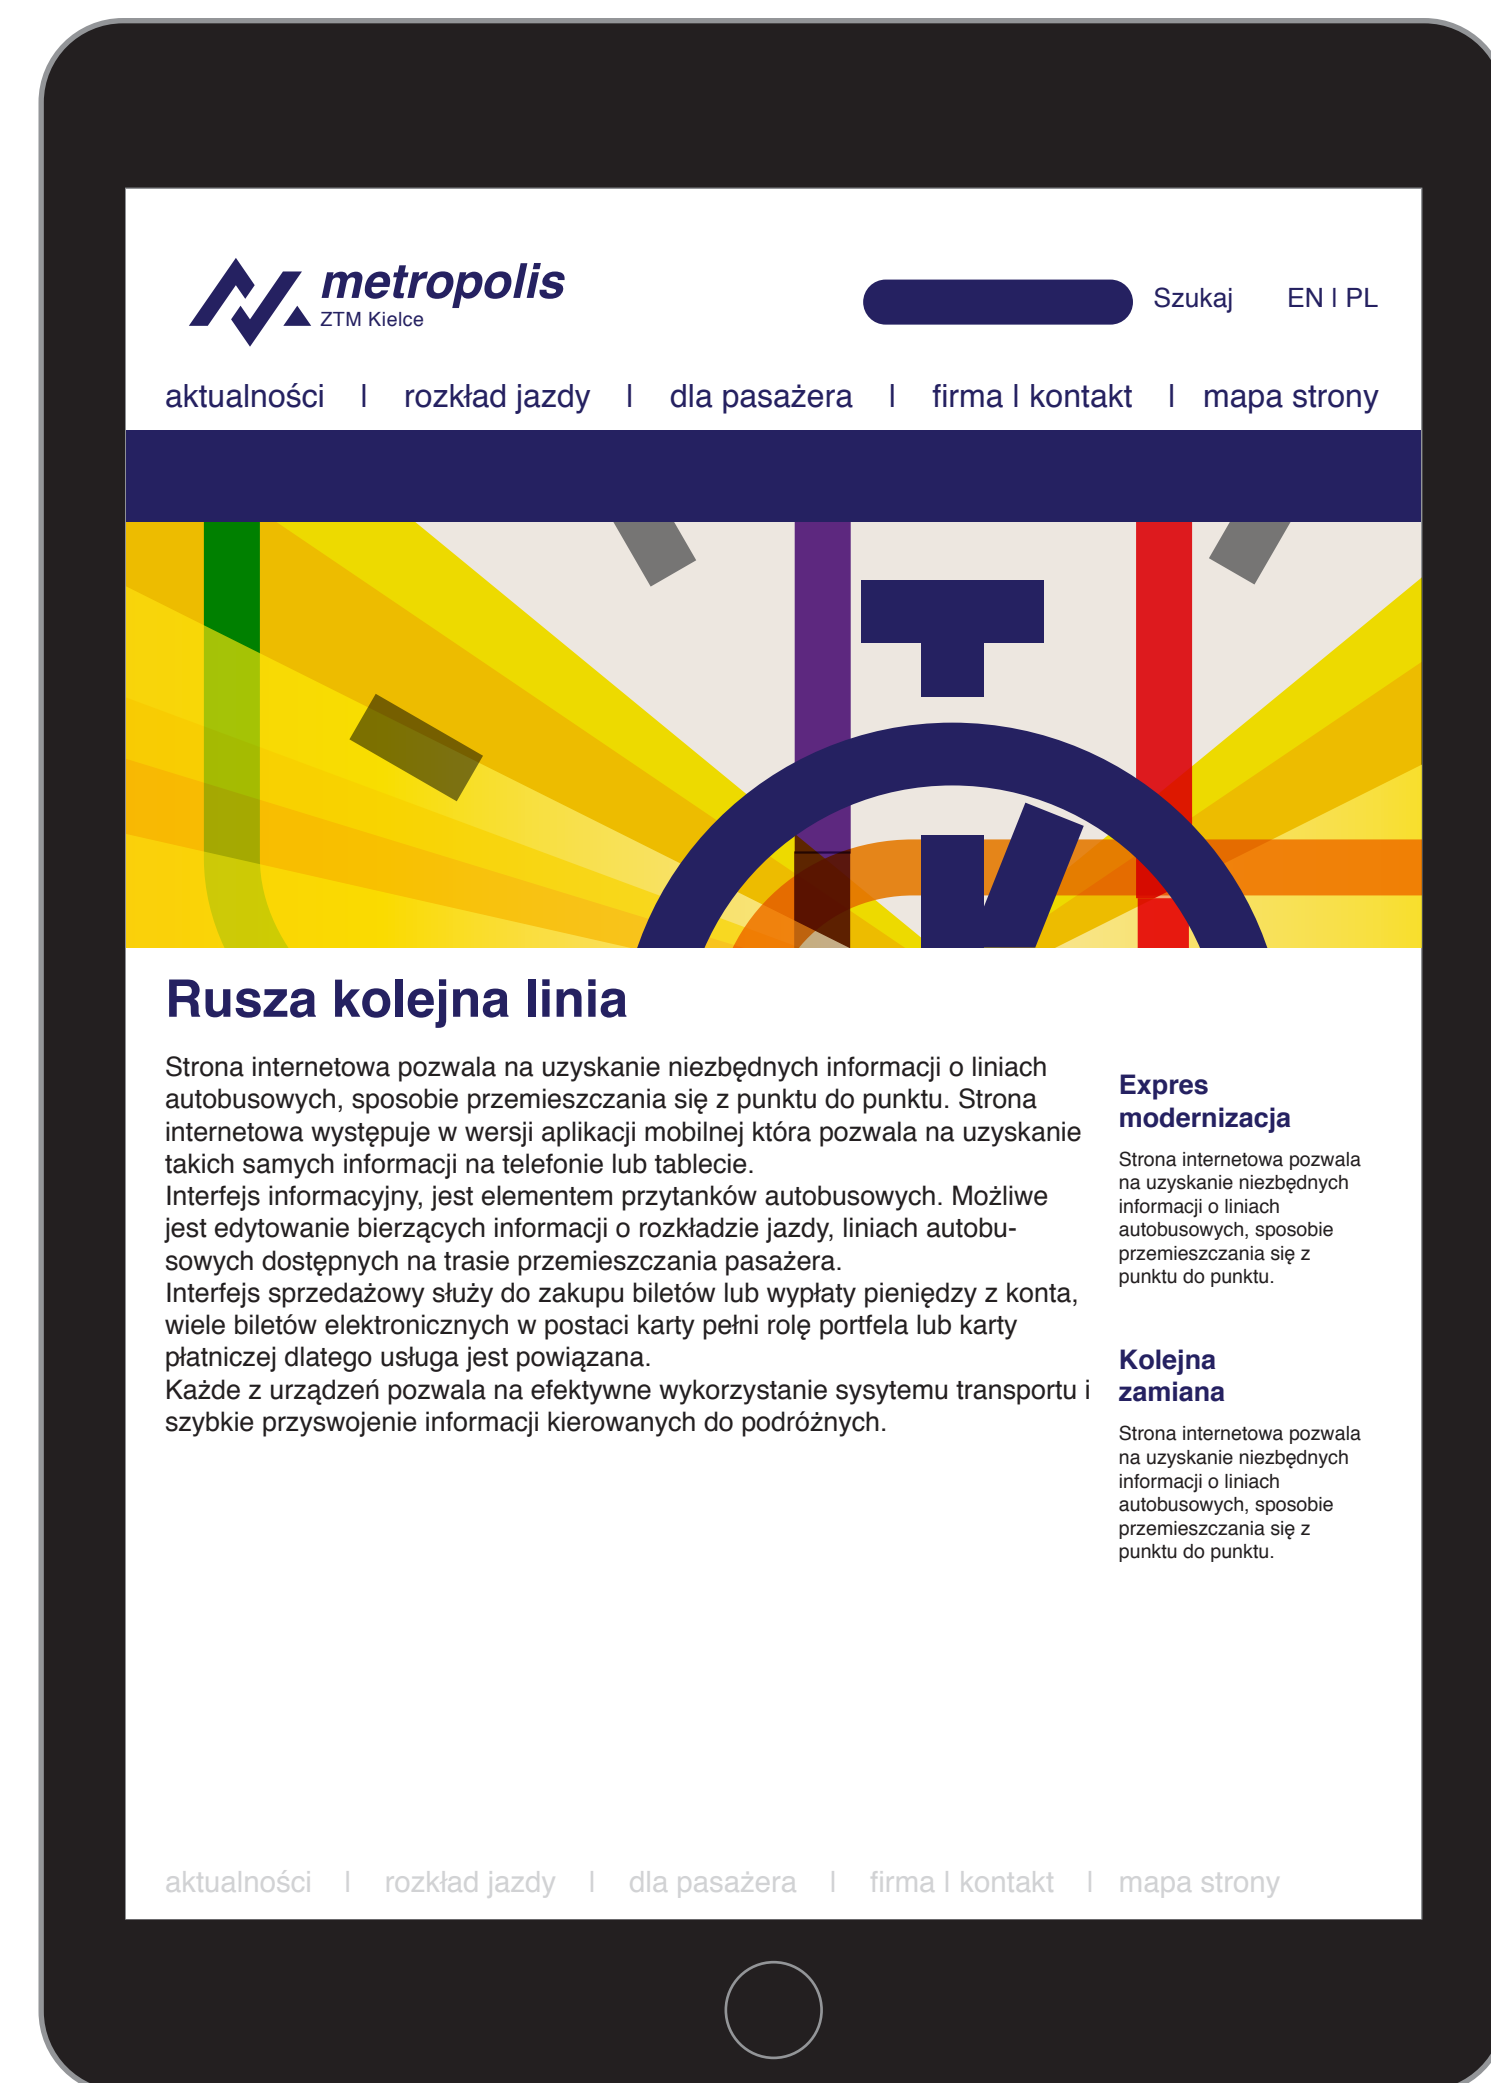 metropolis
ZTM Kielce
Szukaj
EN | PL
aktualności | rozkład jazdy | dla pasażera | firma | kontakt | mapa strony
Rusza kolejna linia
Strona internetowa pozwala na uzyskanie niezbędnych informacji o liniach
autobusowych, sposobie przemieszczania się z punktu do punktu. Strona
internetowa występuje w wersji aplikacji mobilnej która pozwala na uzyskanie
takich samych informacji na telefonie lub tablecie.
Interfejs informacyjny, jest elementem przytanków autobusowych. Możliwe
jest edytowanie bierzących informacji o rozkładzie jazdy, liniach autobu-
sowych dostępnych na trasie przemieszczania pasażera.
Interfejs sprzedażowy służy do zakupu biletów lub wypłaty pieniędzy z konta,
wiele biletów elektronicznych w postaci karty pełni rolę portfela lub karty
płatniczej dlatego usługa jest powiązana.
Każde z urządzeń pozwala na efektywne wykorzystanie sysytemu transportu i
szybkie przyswojenie informacji kierowanych do podróżnych.
Expres
modernizacja
Strona internetowa pozwala
na uzyskanie niezbędnych
informacji o liniach
autobusowych, sposobie
przemieszczania się z
punktu do punktu.
Kolejna
zamiana
Strona internetowa pozwala
na uzyskanie niezbędnych
informacji o liniach
autobusowych, sposobie
przemieszczania się z
punktu do punktu.
aktualności | rozkład jazdy | dla pasażera | firma | kontakt | mapa strony